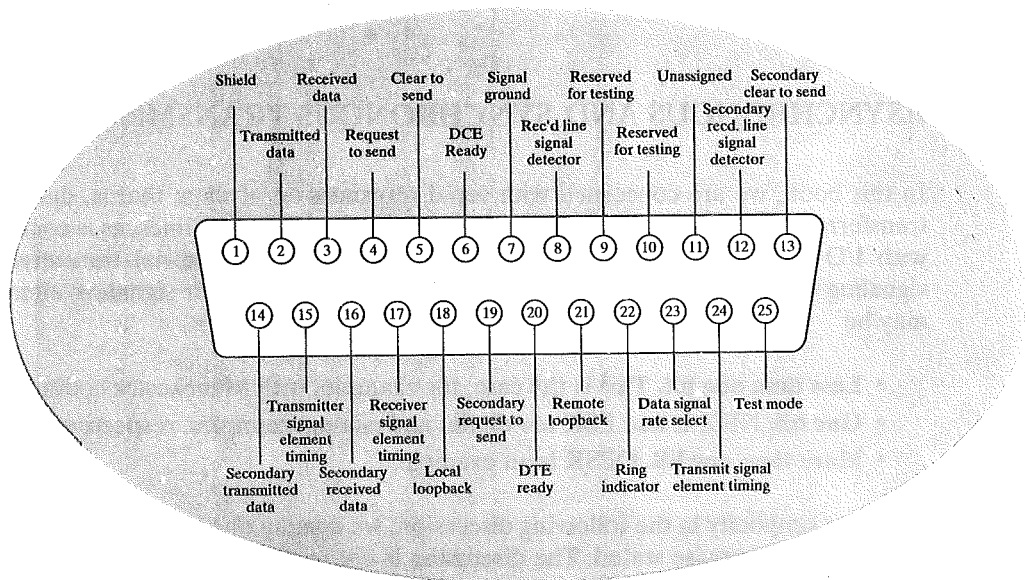 Shield
Received
data
Clear to
send
Signal
ground
Reserved
for testing
Unassigned
Secondary
clear to send
Transmitted
data
Request
to send
DCE
Ready
Rec'd line
signal
detector
Reserved
for testing
Secondary
recd. line
signal
detector
1 2 3 4 5 6 7 8 9 10 11 12 13
14 15 16 17 18 19 20 21 22 23 24 25
Transmitter
signal
element
timing
Receiver
signal
element
timing
Secondary
request to
send
Remote
loopback
Data signal
rate select
Test mode
Secondary
transmitted
data
Secondary
received
data
Local
loopback
DTE
ready
Ring
indicator
Transmit signal
element timing